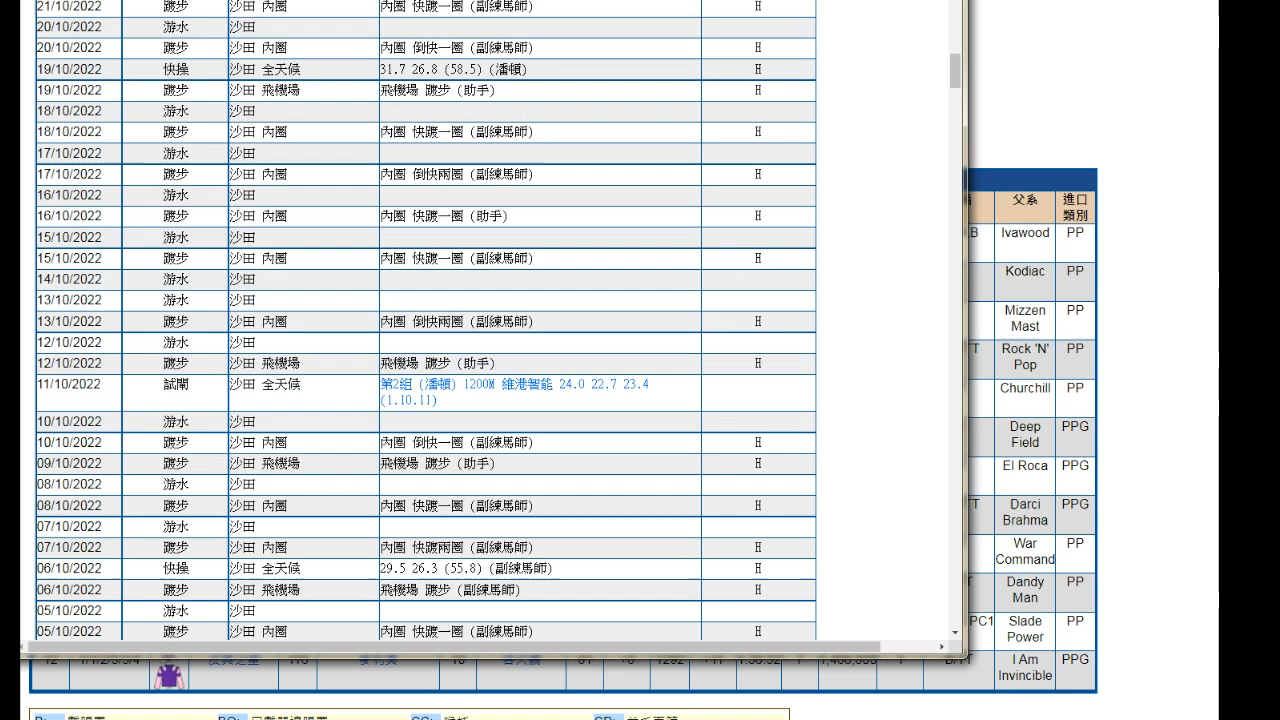 21/10/2022 踱步 沙田 內圈 內圈 快踱一圈 (副練馬師) H
20/10/2022 游水 沙田
20/10/2022 踱步 沙田 內圈 內圈 倒快一圈 (副練馬師) H
19/10/2022 快操 沙田 全天候 31.7 26.8 (58.5) (潘頓) H
19/10/2022 踱步 沙田 飛機場 飛機場 踱步 (助手) H
18/10/2022 游水 沙田
18/10/2022 踱步 沙田 內圈 內圈 快踱一圈 (副練馬師) H
17/10/2022 游水 沙田
17/10/2022 踱步 沙田 內圈 內圈 倒快兩圈 (副練馬師) H
16/10/2022 游水 沙田
16/10/2022 踱步 沙田 內圈 內圈 快踱一圈 (助手) H
15/10/2022 游水 沙田
15/10/2022 踱步 沙田 內圈 內圈 快踱一圈 (副練馬師) H
14/10/2022 游水 沙田
13/10/2022 游水 沙田
13/10/2022 踱步 沙田 內圈 內圈 倒快兩圈 (副練馬師) H
12/10/2022 游水 沙田
12/10/2022 踱步 沙田 飛機場 飛機場 踱步 (助手) H
11/10/2022 試閘 沙田 全天候 第2組 (潘頓) 1200M 維港智能 24.0 22.7 23.4
(1.10.11)
10/10/2022 游水 沙田
10/10/2022 踱步 沙田 內圈 內圈 倒快一圈 (副練馬師) H
09/10/2022 踱步 沙田 飛機場 飛機場 踱步 (助手) H
08/10/2022 游水 沙田
08/10/2022 踱步 沙田 內圈 內圈 快踱一圈 (副練馬師) H
07/10/2022 游水 沙田
07/10/2022 踱步 沙田 內圈 內圈 快踱兩圈 (副練馬師) H
06/10/2022 快操 沙田 全天候 29.5 26.3 (55.8) (副練馬師) H
06/10/2022 踱步 沙田 飛機場 飛機場 踱步 (副練馬師) H
05/10/2022 游水 沙田
05/10/2022 踱步 沙田 內圈 內圈 快踱一圈 (副練馬師) H
父系 進口
類別
B Ivawood PP
Kodiac PP
Mizzen PP
Mast
T Rock 'N' PP
Pop
Churchill PP
Deep PPG
Field
El Roca PPG
T Darci PPG
Brahma
War PP
Command
T Dandy PP
Man
PC1 Slade PP
Power
I Am PPG
Invincible